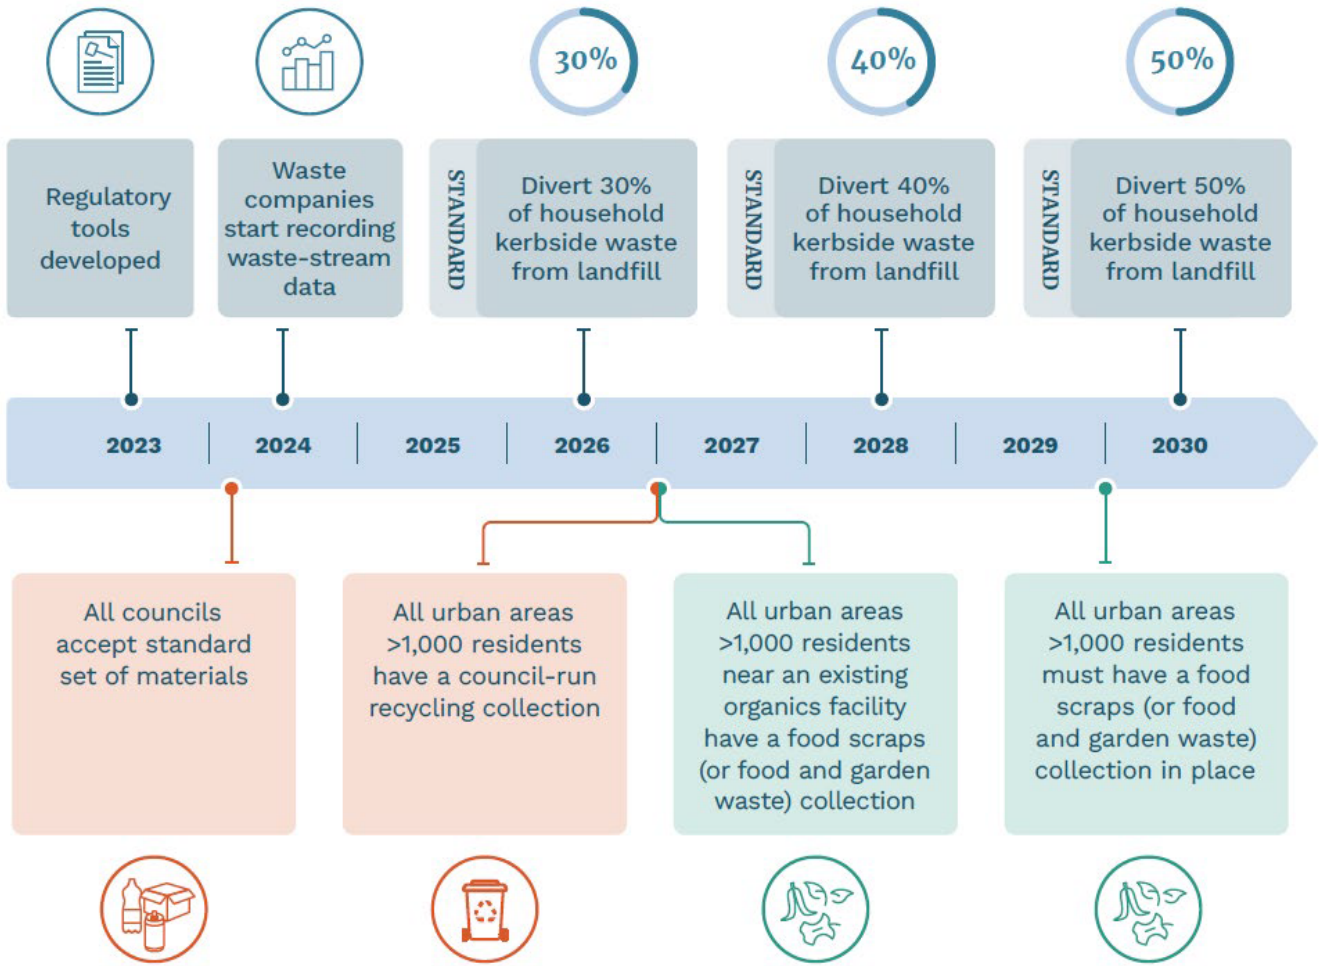 30%
40%
50%
Regulatory
tools
developed
Waste
companies
start recording
waste-stream
data
STANDARD
Divert 30%
of household
kerbside waste
from landfill
STANDARD
Divert 40%
of household
kerbside waste
from landfill
STANDARD
Divert 50%
of household
kerbside waste
from landfill
2023
2024
2025
2026
2027
2028
2029
2030
All councils
accept standard
set of materials
All urban areas
>1,000 residents
have a council-run
recycling collection
All urban areas
>1,000 residents
near an existing
organics facility
have a food scraps
(or food and garden
waste) collection
All urban areas
>1,000 residents
must have a food
scraps (or food
and garden waste)
collection in place